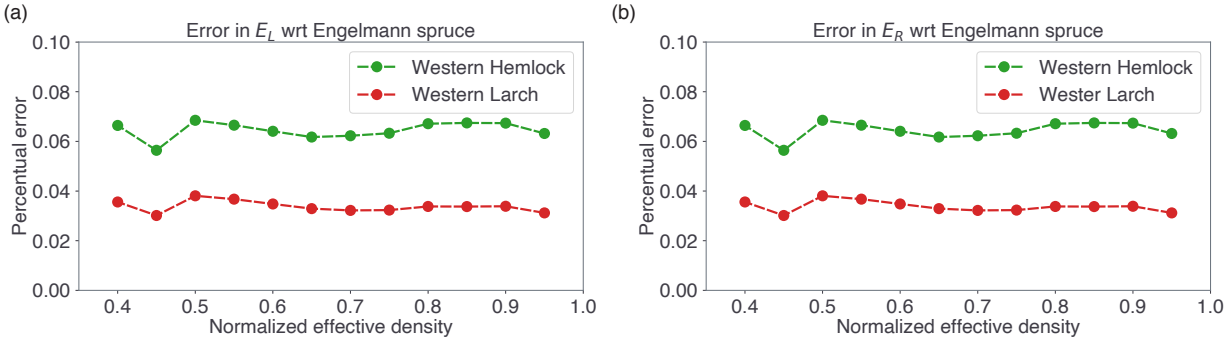 (a)
Error in E_L wrt Engelmann spruce
Percentual error
0.10
0.08
0.06
0.04
0.02
0.00
Western Hemlock
Western Larch
0.4 0.5 0.6 0.7 0.8 0.9 1.0
Normalized effective density
(b)
Error in E_R wrt Engelmann spruce
Percentual error
0.10
0.08
0.06
0.04
0.02
0.00
Western Hemlock
Wester Larch
0.4 0.5 0.6 0.7 0.8 0.9 1.0
Normalized effective density